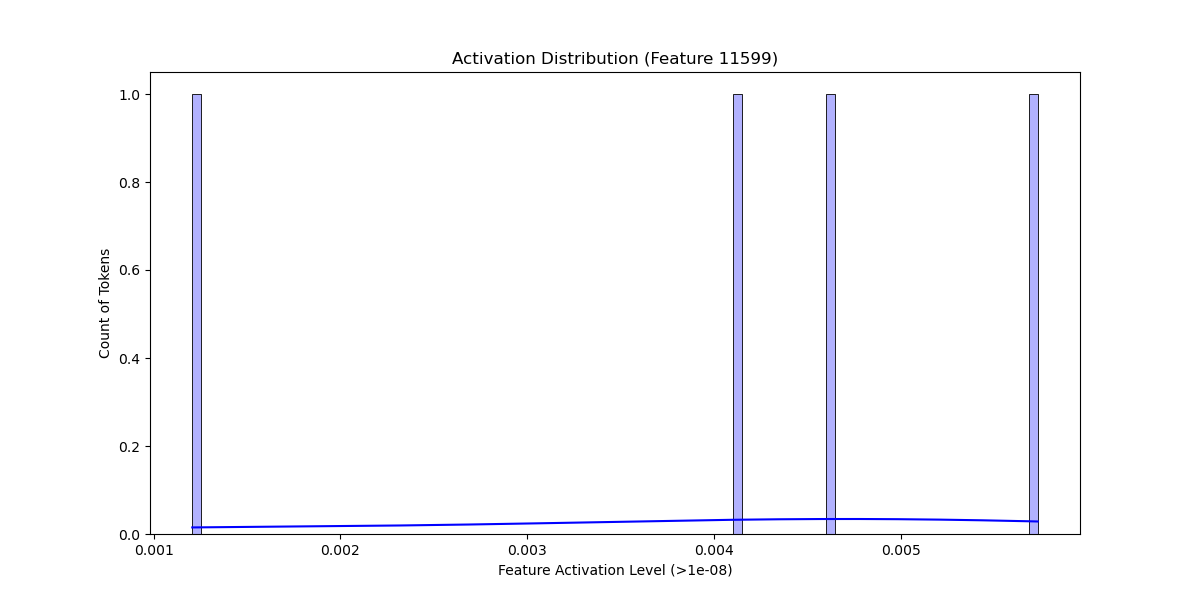 Activation Distribution (Feature 11599)
1.0
0.8
0.6
0.4
0.2
0.0
Count of Tokens
0.001 0.002 0.003 0.004 0.005
Feature Activation Level (>1e-08)